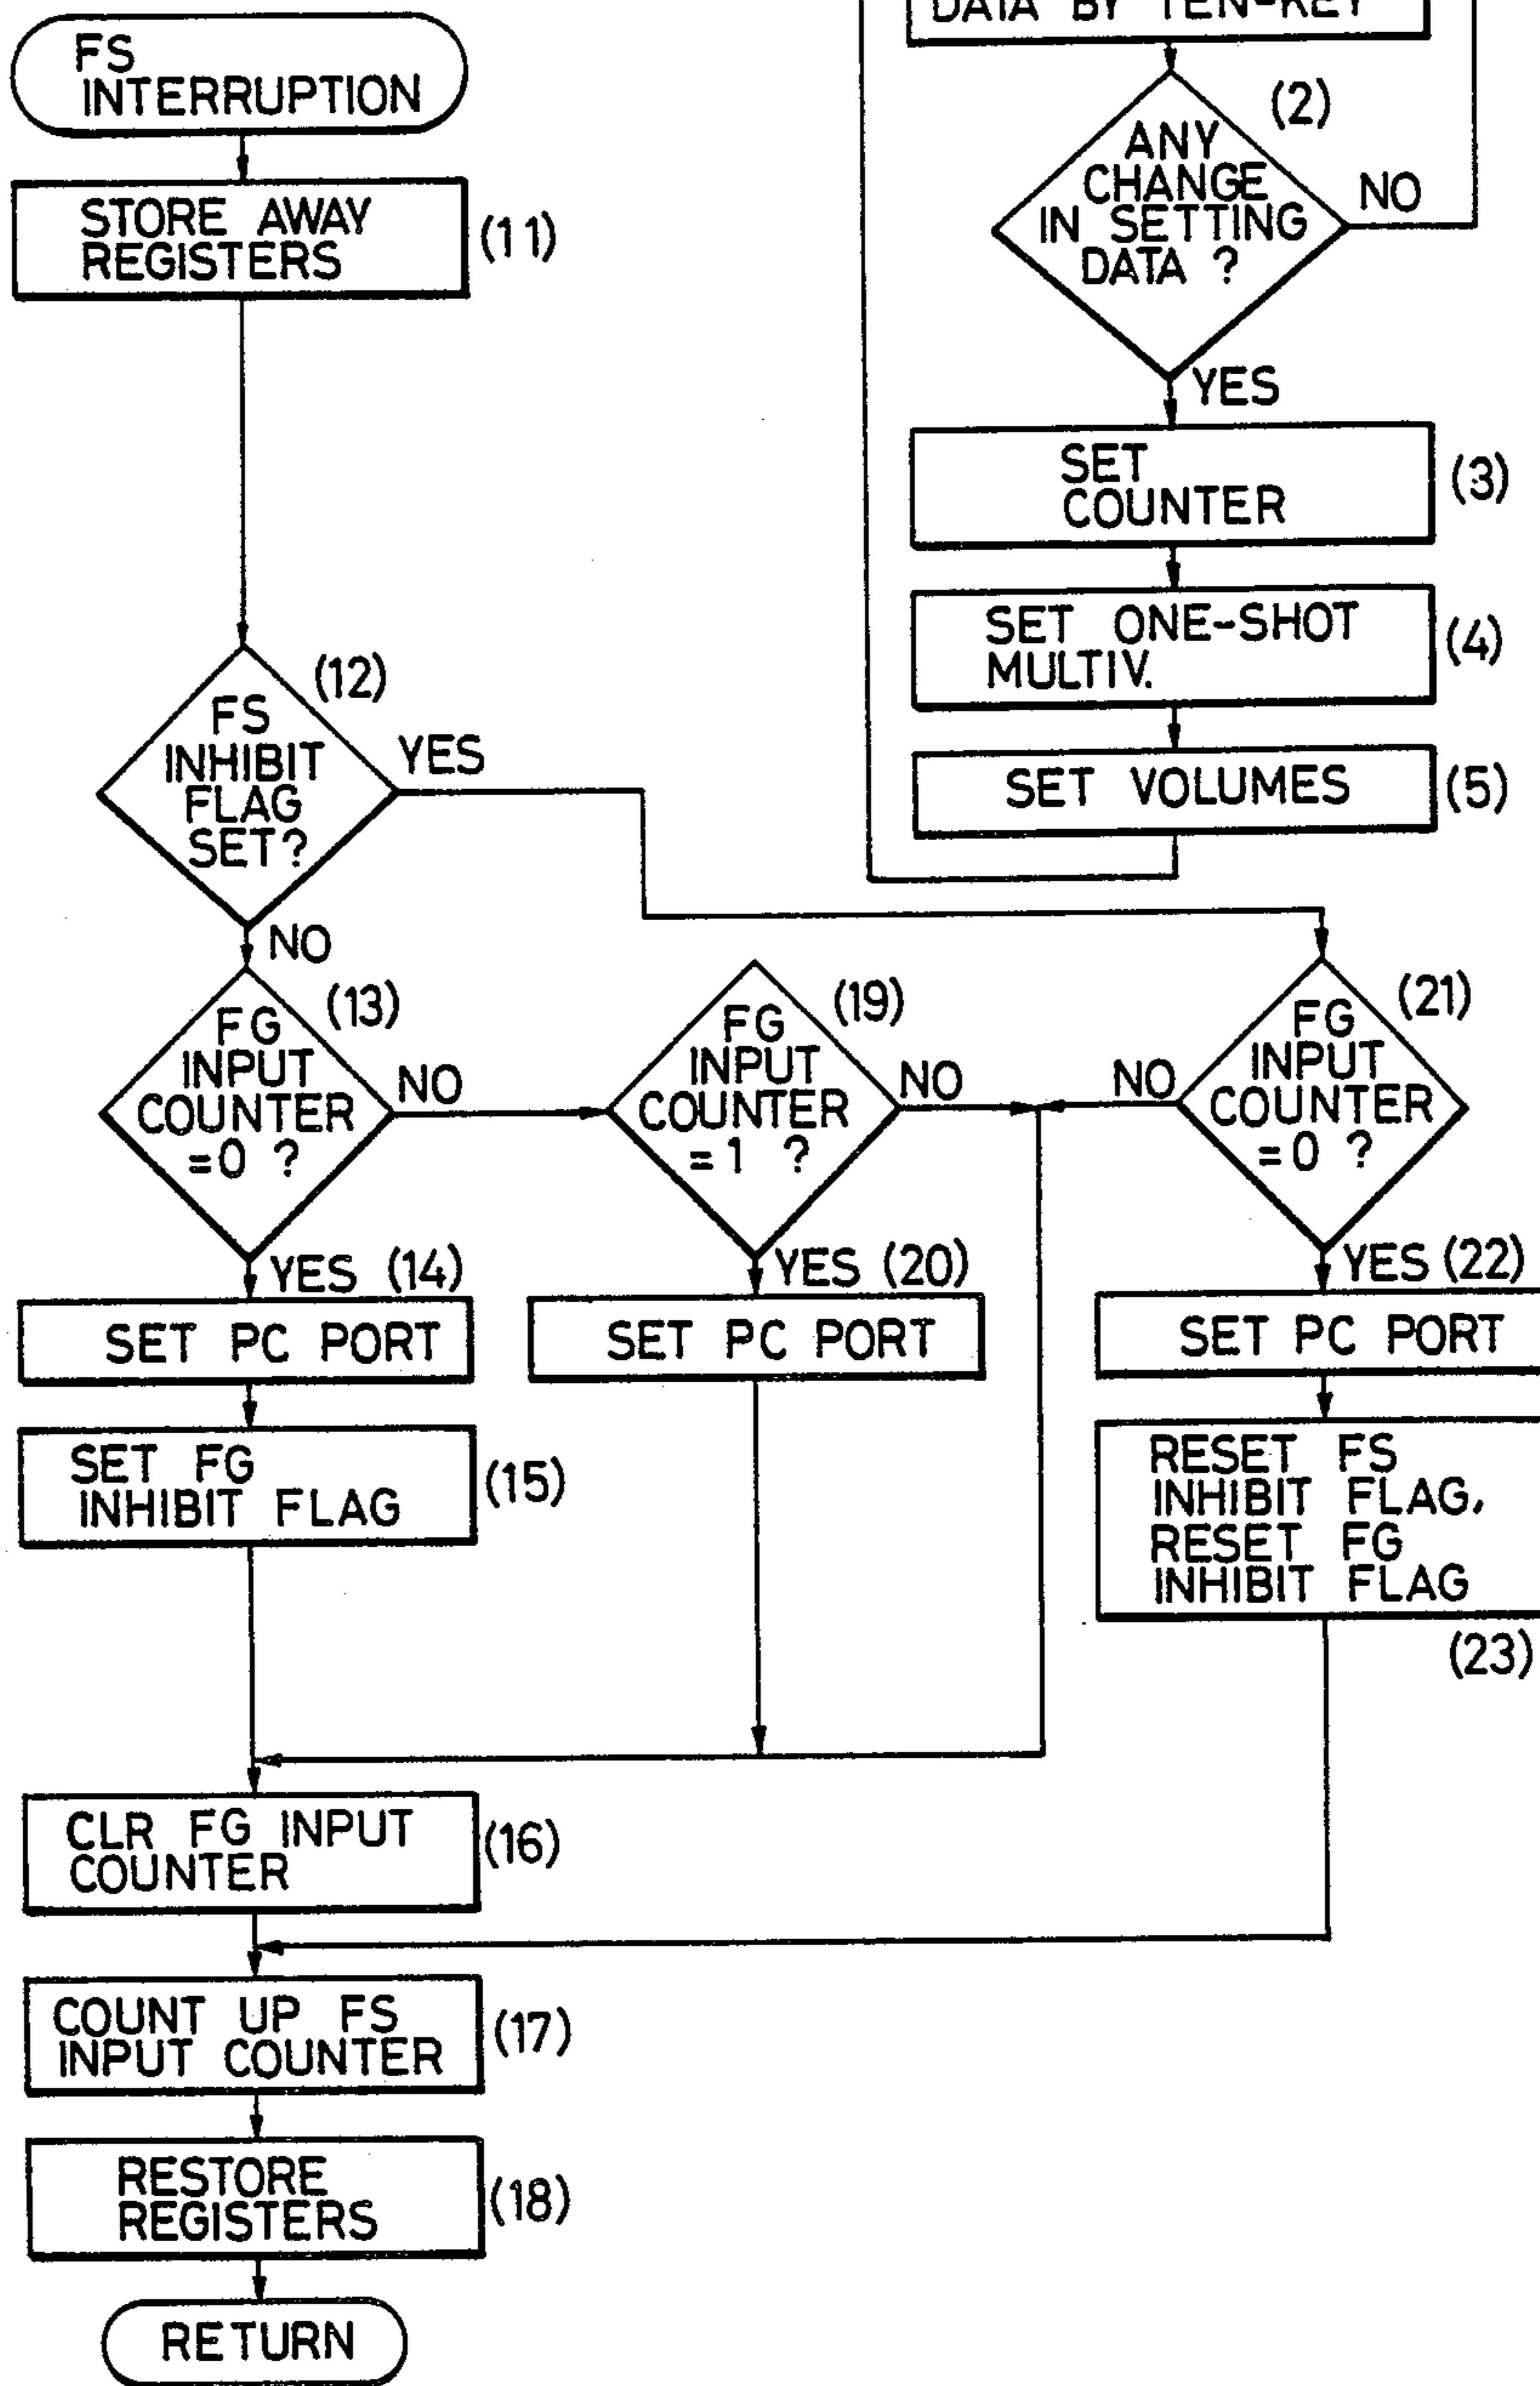 FS
INTERRUPTION
STORE AWAY
REGISTERS
(11)
FS
INHIBIT
FLAG
SET?
(12)
YES
NO
FG
INPUT
COUNTER
=0 ?
(13)
NO
YES (14)
SET PC PORT
SET FG
INHIBIT FLAG
(15)
CLR FG INPUT
COUNTER
(16)
COUNT UP FS
INPUT COUNTER
(17)
RESTORE
REGISTERS
(18)
RETURN
FG
INPUT
COUNTER
=1 ?
(19)
NO
YES (20)
SET PC PORT
DATA BY TEN-KEY
(2)
ANY
CHANGE
IN SETTING
DATA ?
NO
YES
SET
COUNTER
(3)
SET ONE-SHOT
MULTIV.
(4)
SET VOLUMES
(5)
FG
INPUT
COUNTER
=0 ?
(21)
NO
YES (22)
SET PC PORT
RESET FS
INHIBIT FLAG,
RESET FG
INHIBIT FLAG
(23)